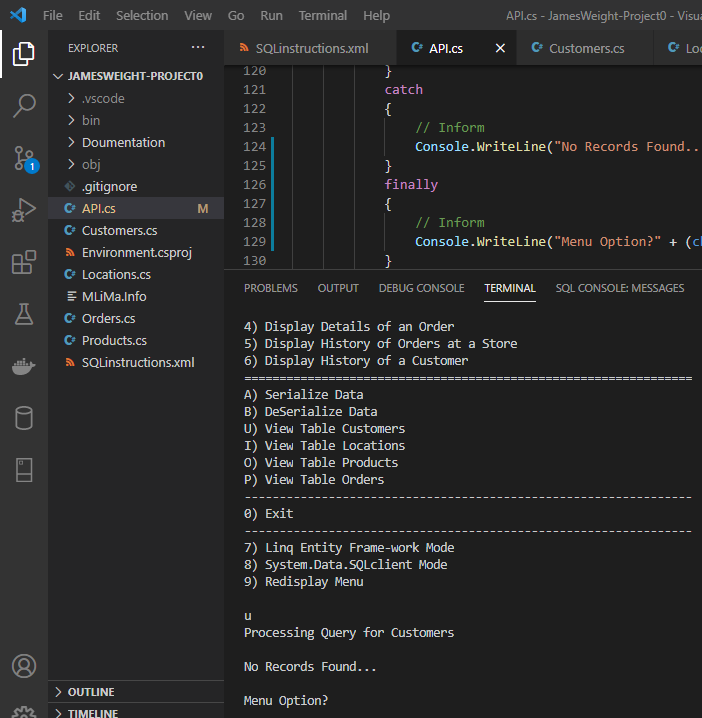 File Edit Selection View Go Run Terminal Help API.cs - JamesWeight-Project0 - Visua
EXPLORER ...
JAMESWEIGHT-PROJECT0
.vscode
bin
Doumentation
obj
.gitignore
API.cs M
Customers.cs
Environment.csproj
Locations.cs
MLiMa.Info
Orders.cs
Products.cs
SQLinstructions.xml
OUTLINE
TIMELINE
1
SQLinstructions.xml API.cs Customers.cs Loc
120 }
121 catch
122 {
123 // Inform
124 Console.WriteLine("No Records Found..
125 }
126 finally
127 {
128 // Inform
129 Console.WriteLine("Menu Option?" + (ch
130 }
PROBLEMS OUTPUT DEBUG CONSOLE TERMINAL SQL CONSOLE: MESSAGES
4) Display Details of an Order
5) Display History of Orders at a Store
6) Display History of a Customer
================================================================
A) Serialize Data
B) DeSerialize Data
U) View Table Customers
I) View Table Locations
O) View Table Products
P) View Table Orders
----------------------------------------------------------------
0) Exit
----------------------------------------------------------------
7) Linq Entity Frame-work Mode
8) System.Data.SQLclient Mode
9) Redisplay Menu
u
Processing Query for Customers
No Records Found...
Menu Option?